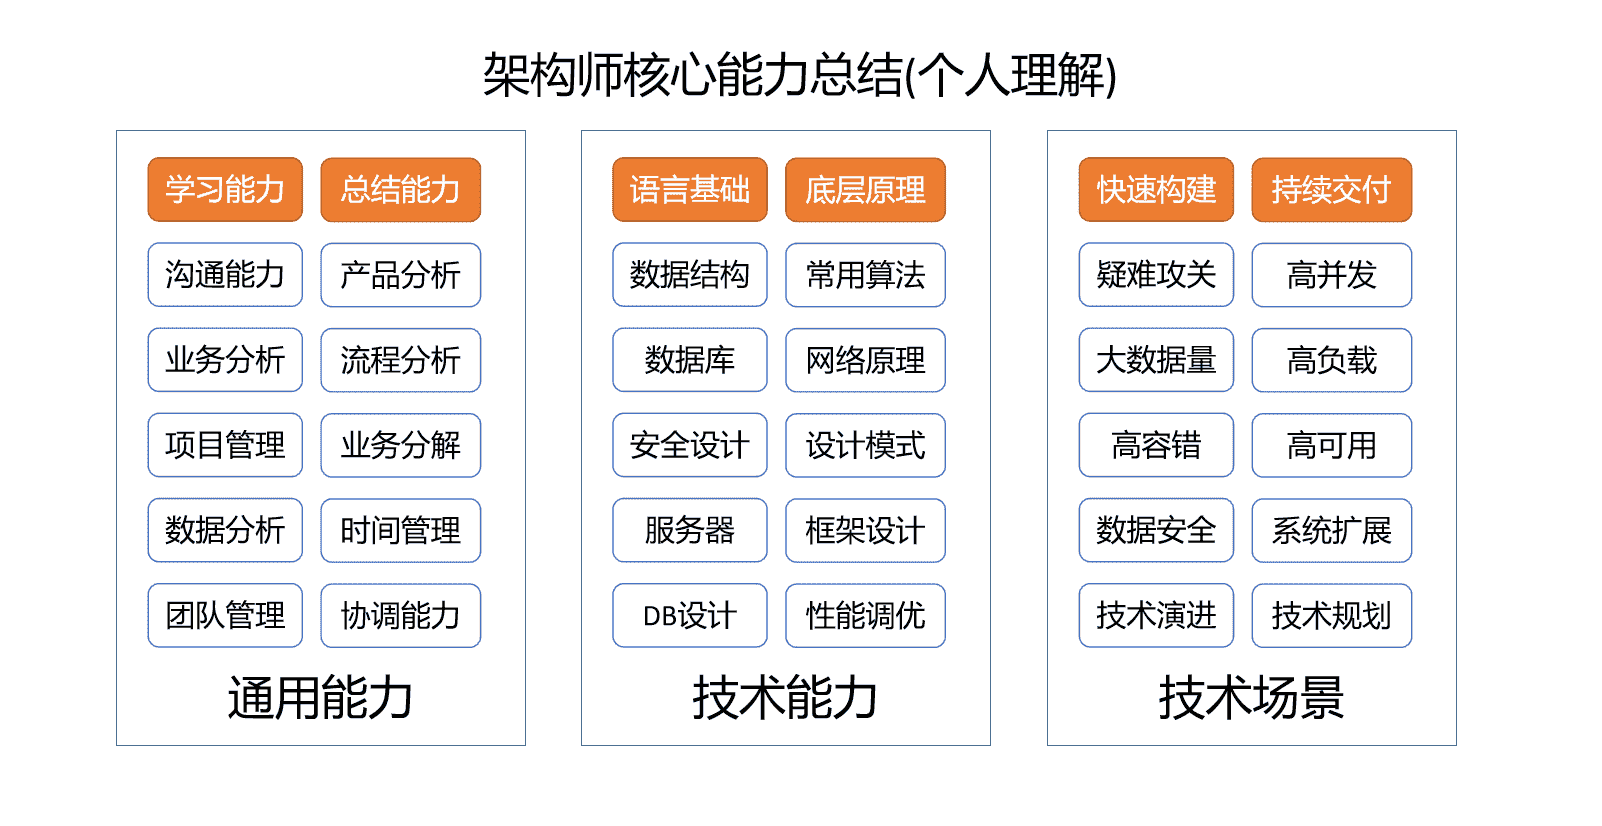 架构师核心能力总结(个人理解)
学习能力 总结能力
沟通能力 产品分析
业务分析 流程分析
项目管理 业务分解
数据分析 时间管理
团队管理 协调能力
通用能力
语言基础 底层原理
数据结构 常用算法
数据库 网络原理
安全设计 设计模式
服务器 框架设计
DB设计 性能调优
技术能力
快速构建 持续交付
疑难攻关 高并发
大数据量 高负载
高容错 高可用
数据安全 系统扩展
技术演进 技术规划
技术场景